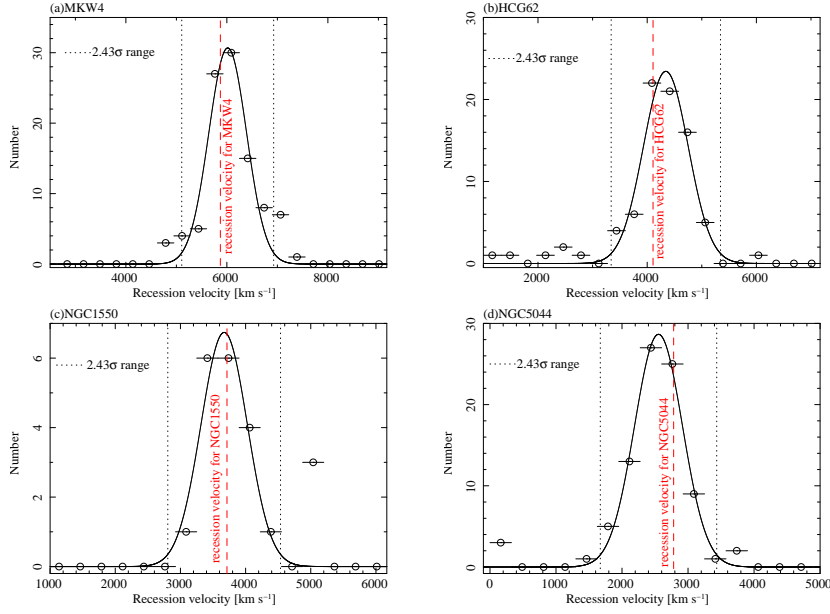 (a)MKW4
2.43σ range
recession velocity for MKW4
Number
0 10 20 30
4000 6000 8000
Recession velocity [km s⁻¹]
(b)HCG62
2.43σ range
recession velocity for HCG62
Number
0 10 20 30
2000 4000 6000
Recession velocity [km s⁻¹]
(c)NGC1550
2.43σ range
recession velocity for NGC1550
Number
0 2 4 6
1000 2000 3000 4000 5000 6000
Recession velocity [km s⁻¹]
(d)NGC5044
2.43σ range
recession velocity for NGC5044
Number
0 10 20 30
0 1000 2000 3000 4000 5000
Recession velocity [km s⁻¹]